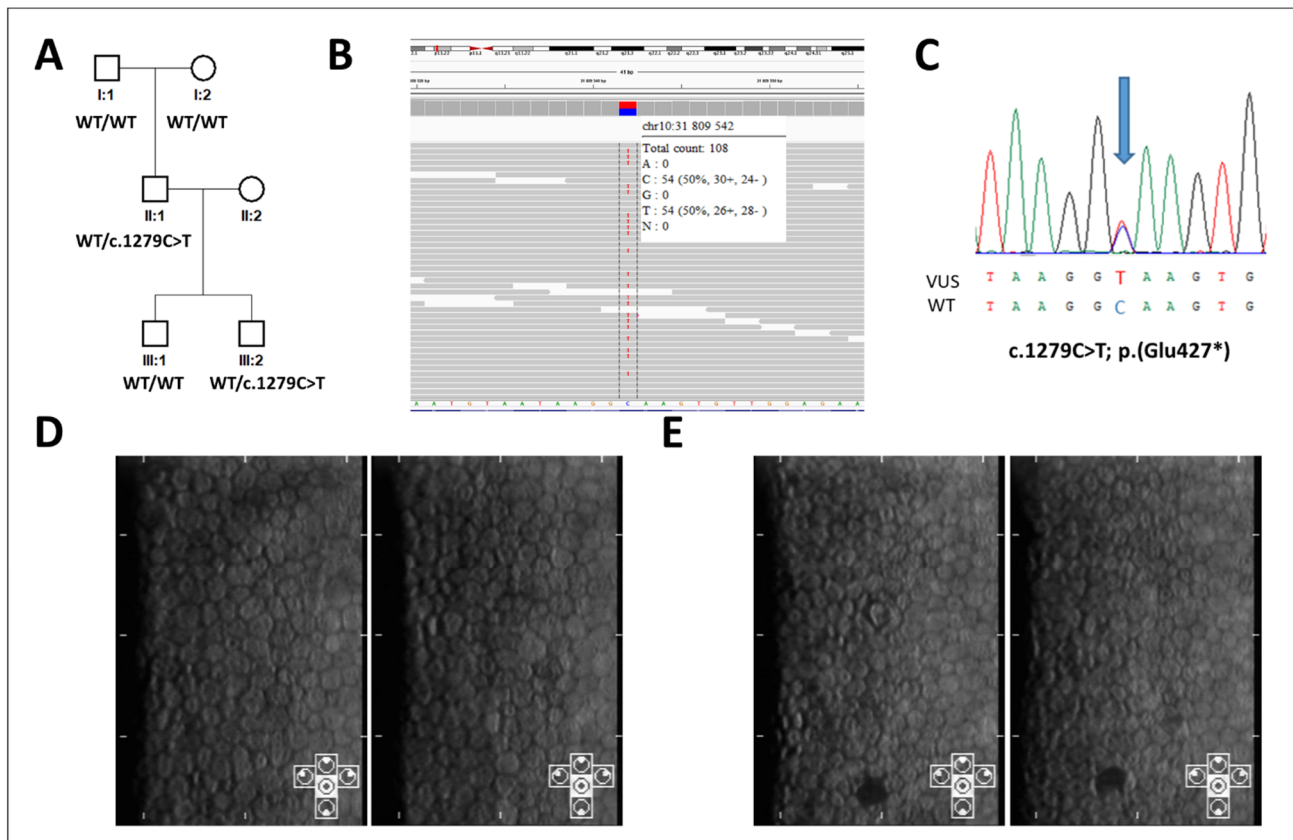 A
I:1
I:2
WT/WT
WT/WT
II:1
II:2
WT/c.1279C>T
III:1
III:2
WT/WT
WT/c.1279C>T
B
41 bp
chr10:31 809 542
Total count: 108
A : 0
C : 54 (50%, 30+, 24- )
G : 0
T : 54 (50%, 26+, 28- )
N : 0
A A T G T A A T A A G G C A A G T G T T G G A G A A
C
VUS T A A G G T A A G T G
WT T A A G G C A A G T G
c.1279C>T; p.(Glu427*)
D
E